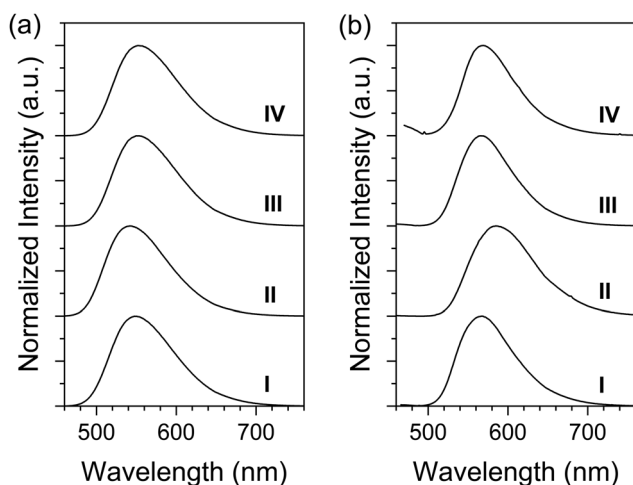 (a)
Normalized Intensity (a.u.)
IV
III
II
I
500 600 700
Wavelength (nm)
(b)
Normalized Intensity (a.u.)
IV
III
II
I
500 600 700
Wavelength (nm)